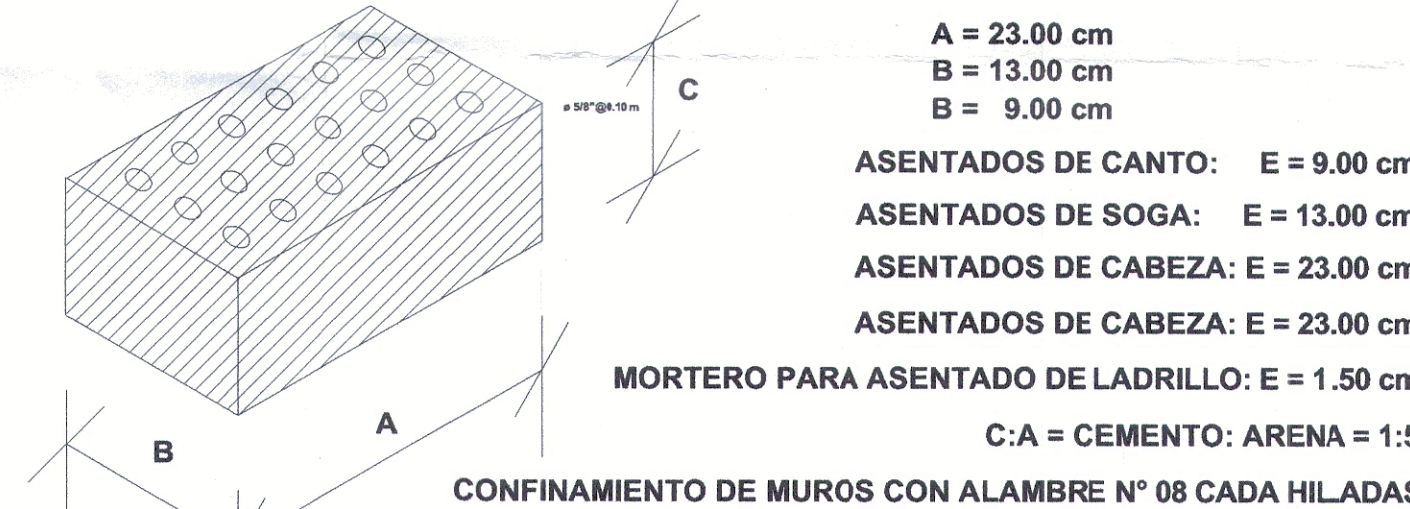 A = 23.00 cm
B = 13.00 cm
B = 9.00 cm
C
ø 5/8"@0.10 m
ASENTADOS DE CANTO: E = 9.00 cm
ASENTADOS DE SOGA: E = 13.00 cm
ASENTADOS DE CABEZA: E = 23.00 cm
ASENTADOS DE CABEZA: E = 23.00 cm
MORTERO PARA ASENTADO DE LADRILLO: E = 1.50 cm
A
B
C:A = CEMENTO: ARENA = 1:5
CONFINAMIENTO DE MUROS CON ALAMBRE N° 08 CADA HILADAS